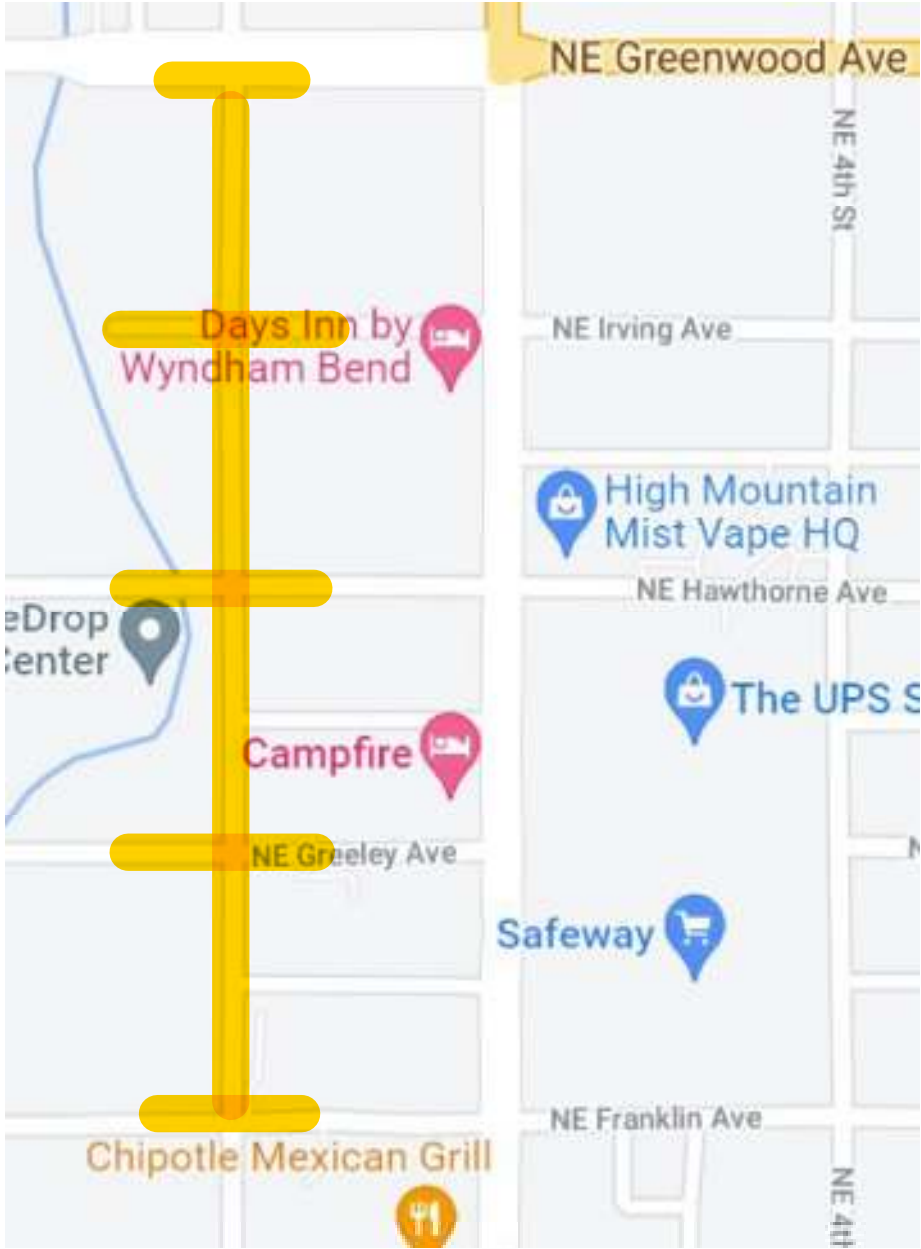 NE Greenwood Ave
NE 4th St
Days Inn by
Wyndham Bend
NE Irving Ave
High Mountain
Mist Vape HQ
NE Hawthorne Ave
eDrop
Center
The UPS S
Campfire
NE Greeley Ave
N
Safeway
NE Franklin Ave
Chipotle Mexican Grill
NE 4th